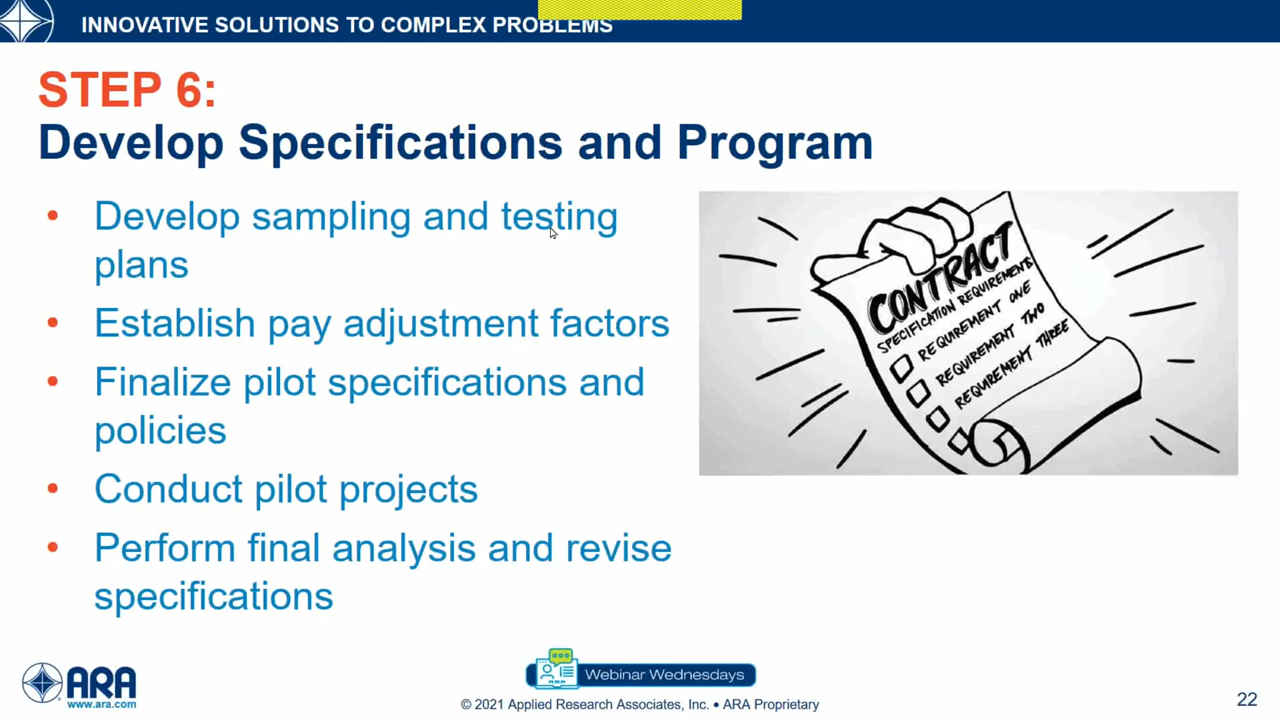 INNOVATIVE SOLUTIONS TO COMPLEX PROBLEMS
STEP 6:
Develop Specifications and Program
• Develop sampling and testing
plans
• Establish pay adjustment factors
• Finalize pilot specifications and
policies
• Conduct pilot projects
• Perform final analysis and revise
specifications
CONTRACT
SPECIFICATION REQUIREMENTS
REQUIREMENT ONE
REQUIREMENT TWO
REQUIREMENT THREE
ARA
www.ara.com
Webinar Wednesdays
© 2021 Applied Research Associates, Inc. • ARA Proprietary
22